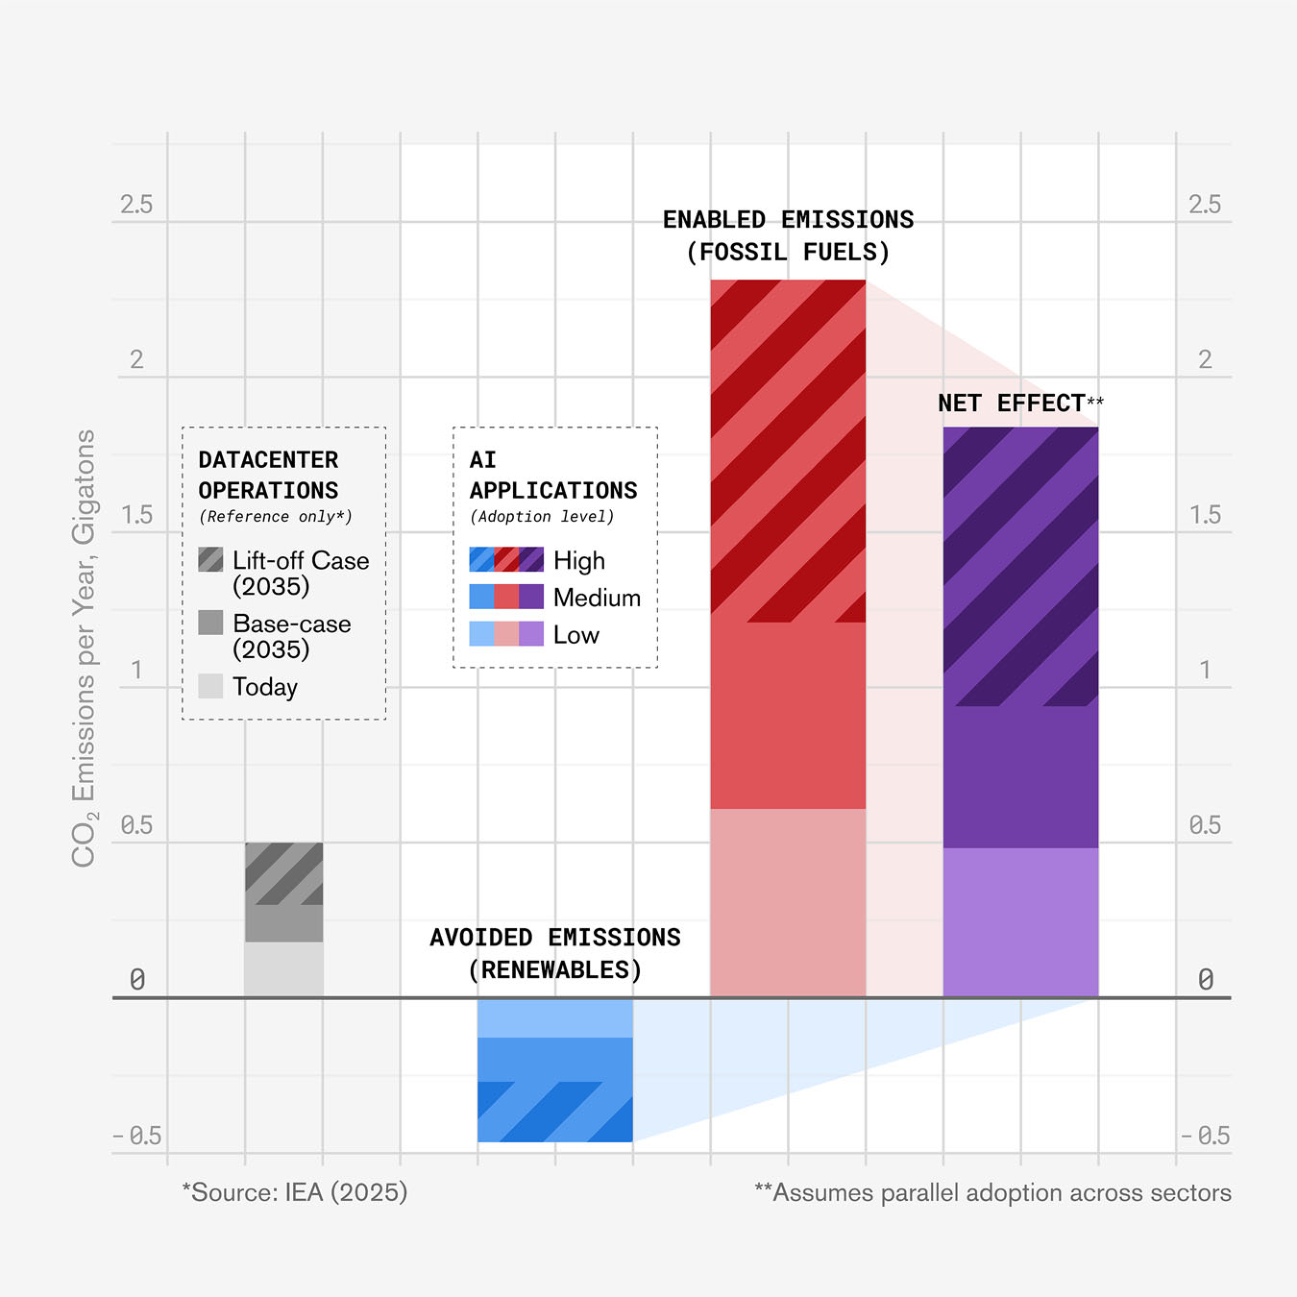 2.5
2.5
ENABLED EMISSIONS
(FOSSIL FUELS)
2
2
NET EFFECT**
CO2 Emissions per Year, Gigatons
DATACENTER
OPERATIONS
(Reference only*)
Lift-off Case
(2035)
Base-case
(2035)
Today
AI
APPLICATIONS
(Adoption level)
High
Medium
Low
1.5
1.5
1
1
0.5
0.5
AVOIDED EMISSIONS
(RENEWABLES)
0
0
-0.5
-0.5
*Source: IEA (2025)
**Assumes parallel adoption across sectors